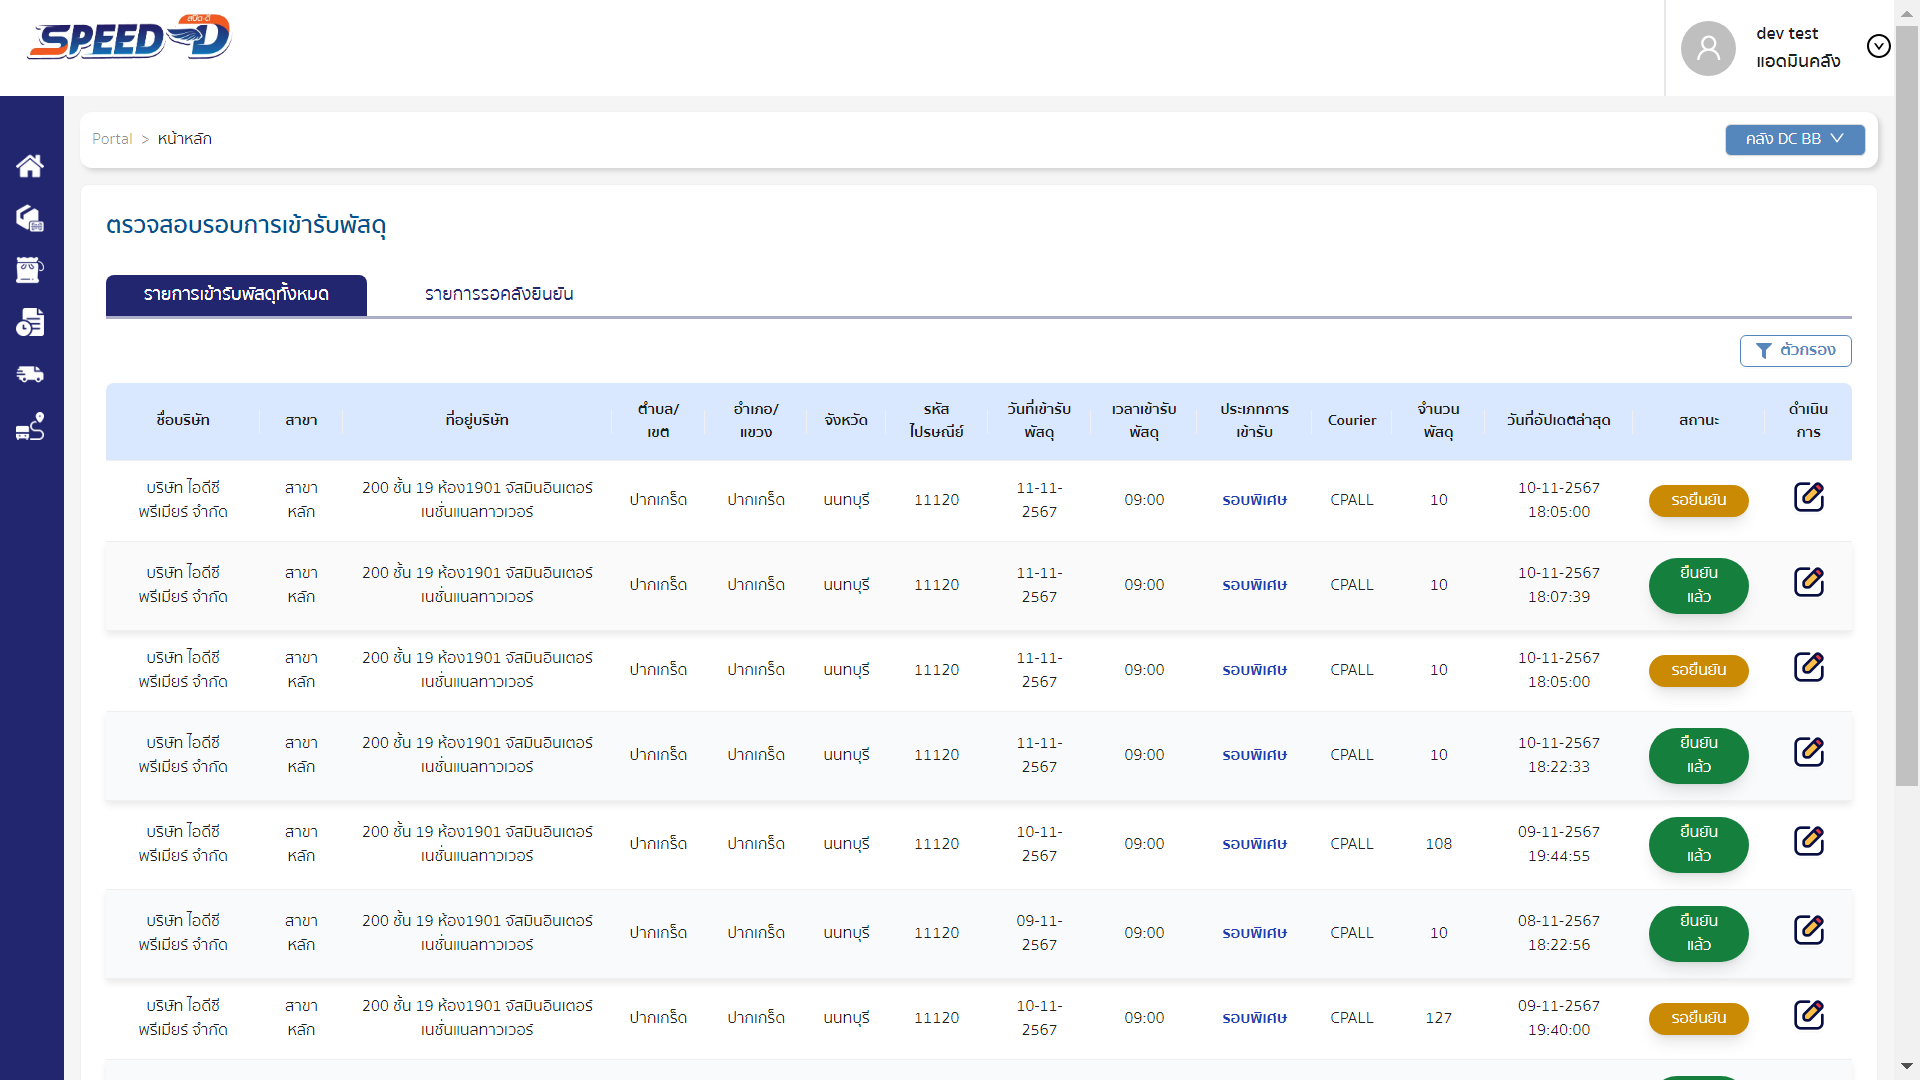 สปีด-ดี
SPEED-D
dev test
แอดมินคลัง
Portal > หน้าหลัก
คลัง DC BB
ตรวจสอบรอบการเข้ารับพัสดุ
รายการเข้ารับพัสดุทั้งหมด
รายการรอคลังยืนยัน
ตัวกรอง
ชื่อบริษัท สาขา ที่อยู่บริษัท ตำบล/เขต อำเภอ/แขวง จังหวัด รหัสไปรษณีย์ วันที่เข้ารับพัสดุ เวลาเข้ารับพัสดุ ประเภทการเข้ารับ Courier จำนวนพัสดุ วันที่อัปเดตล่าสุด สถานะ ดำเนินการ
บริษัท ไอดีซี พรีเมียร์ จำกัด สาขาหลัก 200 ชั้น 19 ห้อง1901 จัสมินอินเตอร์เนชั่นแนลทาวเวอร์ ปากเกร็ด ปากเกร็ด นนทบุรี 11120 11-11-2567 09:00 รอบพิเศษ CPALL 10 10-11-2567 18:05:00 รอยืนยัน
บริษัท ไอดีซี พรีเมียร์ จำกัด สาขาหลัก 200 ชั้น 19 ห้อง1901 จัสมินอินเตอร์เนชั่นแนลทาวเวอร์ ปากเกร็ด ปากเกร็ด นนทบุรี 11120 11-11-2567 09:00 รอบพิเศษ CPALL 10 10-11-2567 18:07:39 ยืนยันแล้ว
บริษัท ไอดีซี พรีเมียร์ จำกัด สาขาหลัก 200 ชั้น 19 ห้อง1901 จัสมินอินเตอร์เนชั่นแนลทาวเวอร์ ปากเกร็ด ปากเกร็ด นนทบุรี 11120 11-11-2567 09:00 รอบพิเศษ CPALL 10 10-11-2567 18:05:00 รอยืนยัน
บริษัท ไอดีซี พรีเมียร์ จำกัด สาขาหลัก 200 ชั้น 19 ห้อง1901 จัสมินอินเตอร์เนชั่นแนลทาวเวอร์ ปากเกร็ด ปากเกร็ด นนทบุรี 11120 11-11-2567 09:00 รอบพิเศษ CPALL 10 10-11-2567 18:22:33 ยืนยันแล้ว
บริษัท ไอดีซี พรีเมียร์ จำกัด สาขาหลัก 200 ชั้น 19 ห้อง1901 จัสมินอินเตอร์เนชั่นแนลทาวเวอร์ ปากเกร็ด ปากเกร็ด นนทบุรี 11120 10-11-2567 09:00 รอบพิเศษ CPALL 108 09-11-2567 19:44:55 ยืนยันแล้ว
บริษัท ไอดีซี พรีเมียร์ จำกัด สาขาหลัก 200 ชั้น 19 ห้อง1901 จัสมินอินเตอร์เนชั่นแนลทาวเวอร์ ปากเกร็ด ปากเกร็ด นนทบุรี 11120 09-11-2567 09:00 รอบพิเศษ CPALL 10 08-11-2567 18:22:56 ยืนยันแล้ว
บริษัท ไอดีซี พรีเมียร์ จำกัด สาขาหลัก 200 ชั้น 19 ห้อง1901 จัสมินอินเตอร์เนชั่นแนลทาวเวอร์ ปากเกร็ด ปากเกร็ด นนทบุรี 11120 10-11-2567 09:00 รอบพิเศษ CPALL 127 09-11-2567 19:40:00 รอยืนยัน